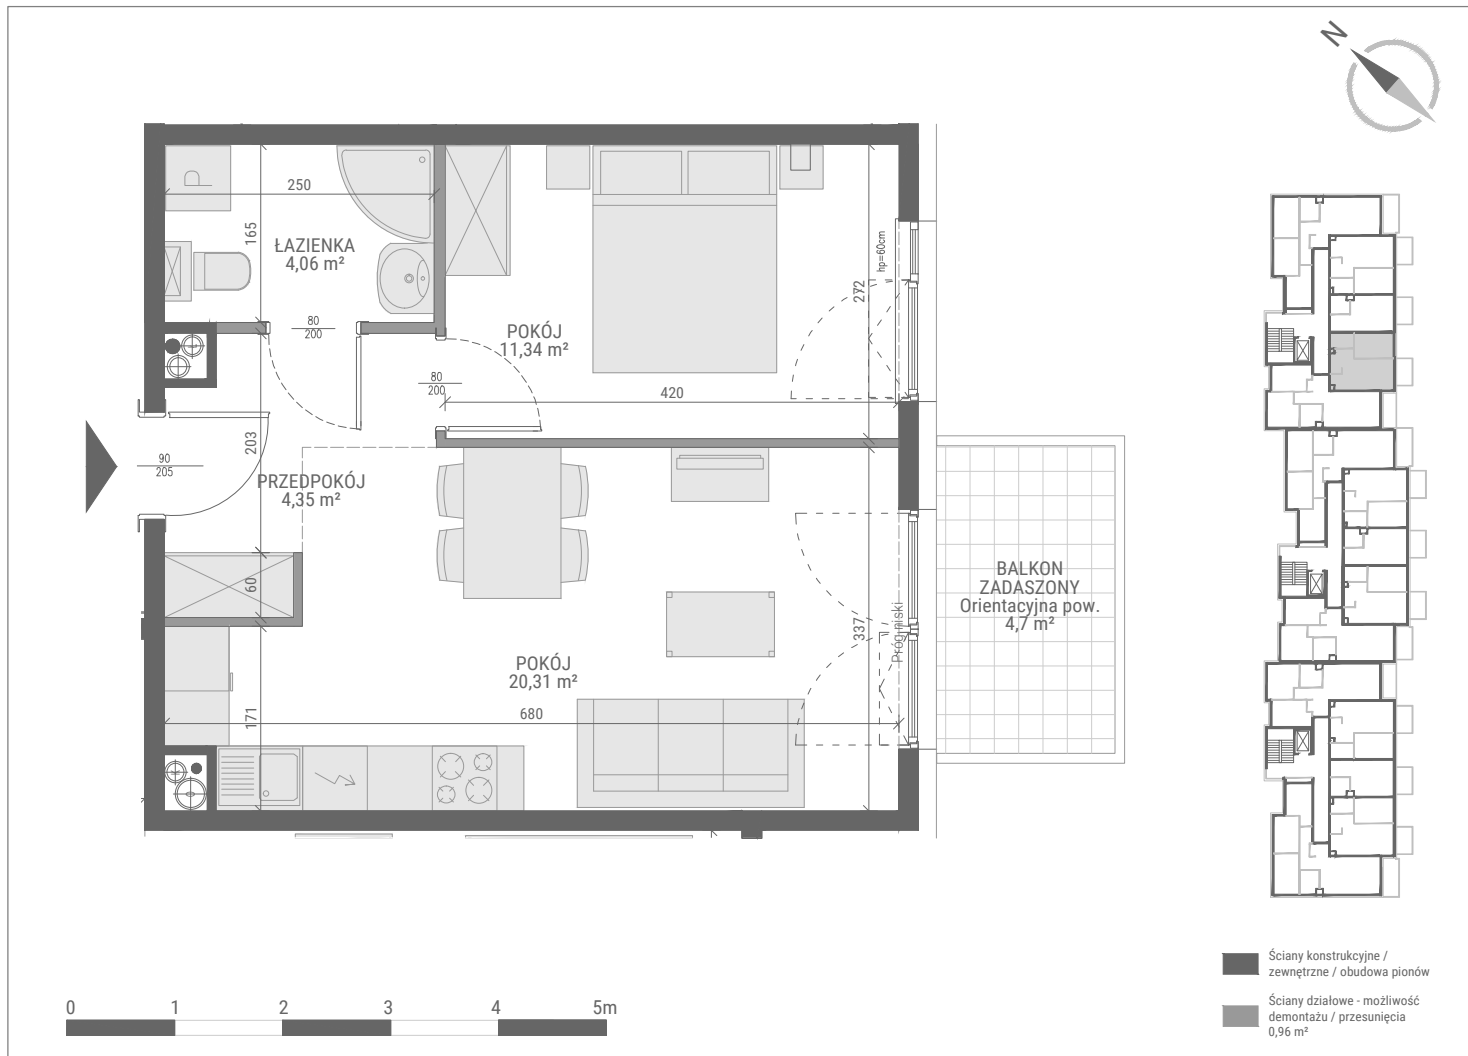 N
P
250
165
ŁAZIENKA
4,06 m²
80
200
POKÓJ
11,34 m²
80
200
420
272
hp=60cm
90
205
203
PRZEDPOKÓJ
4,35 m²
60
171
POKÓJ
20,31 m²
680
337
Próg niski
BALKON
ZADASZONY
Orientacyjna pow.
4,7 m²
Ściany konstrukcyjne /
zewnętrzne / obudowa pionów
Ściany działowe - możliwość
demontażu / przesunięcia
0,96 m²
0 1 2 3 4 5m